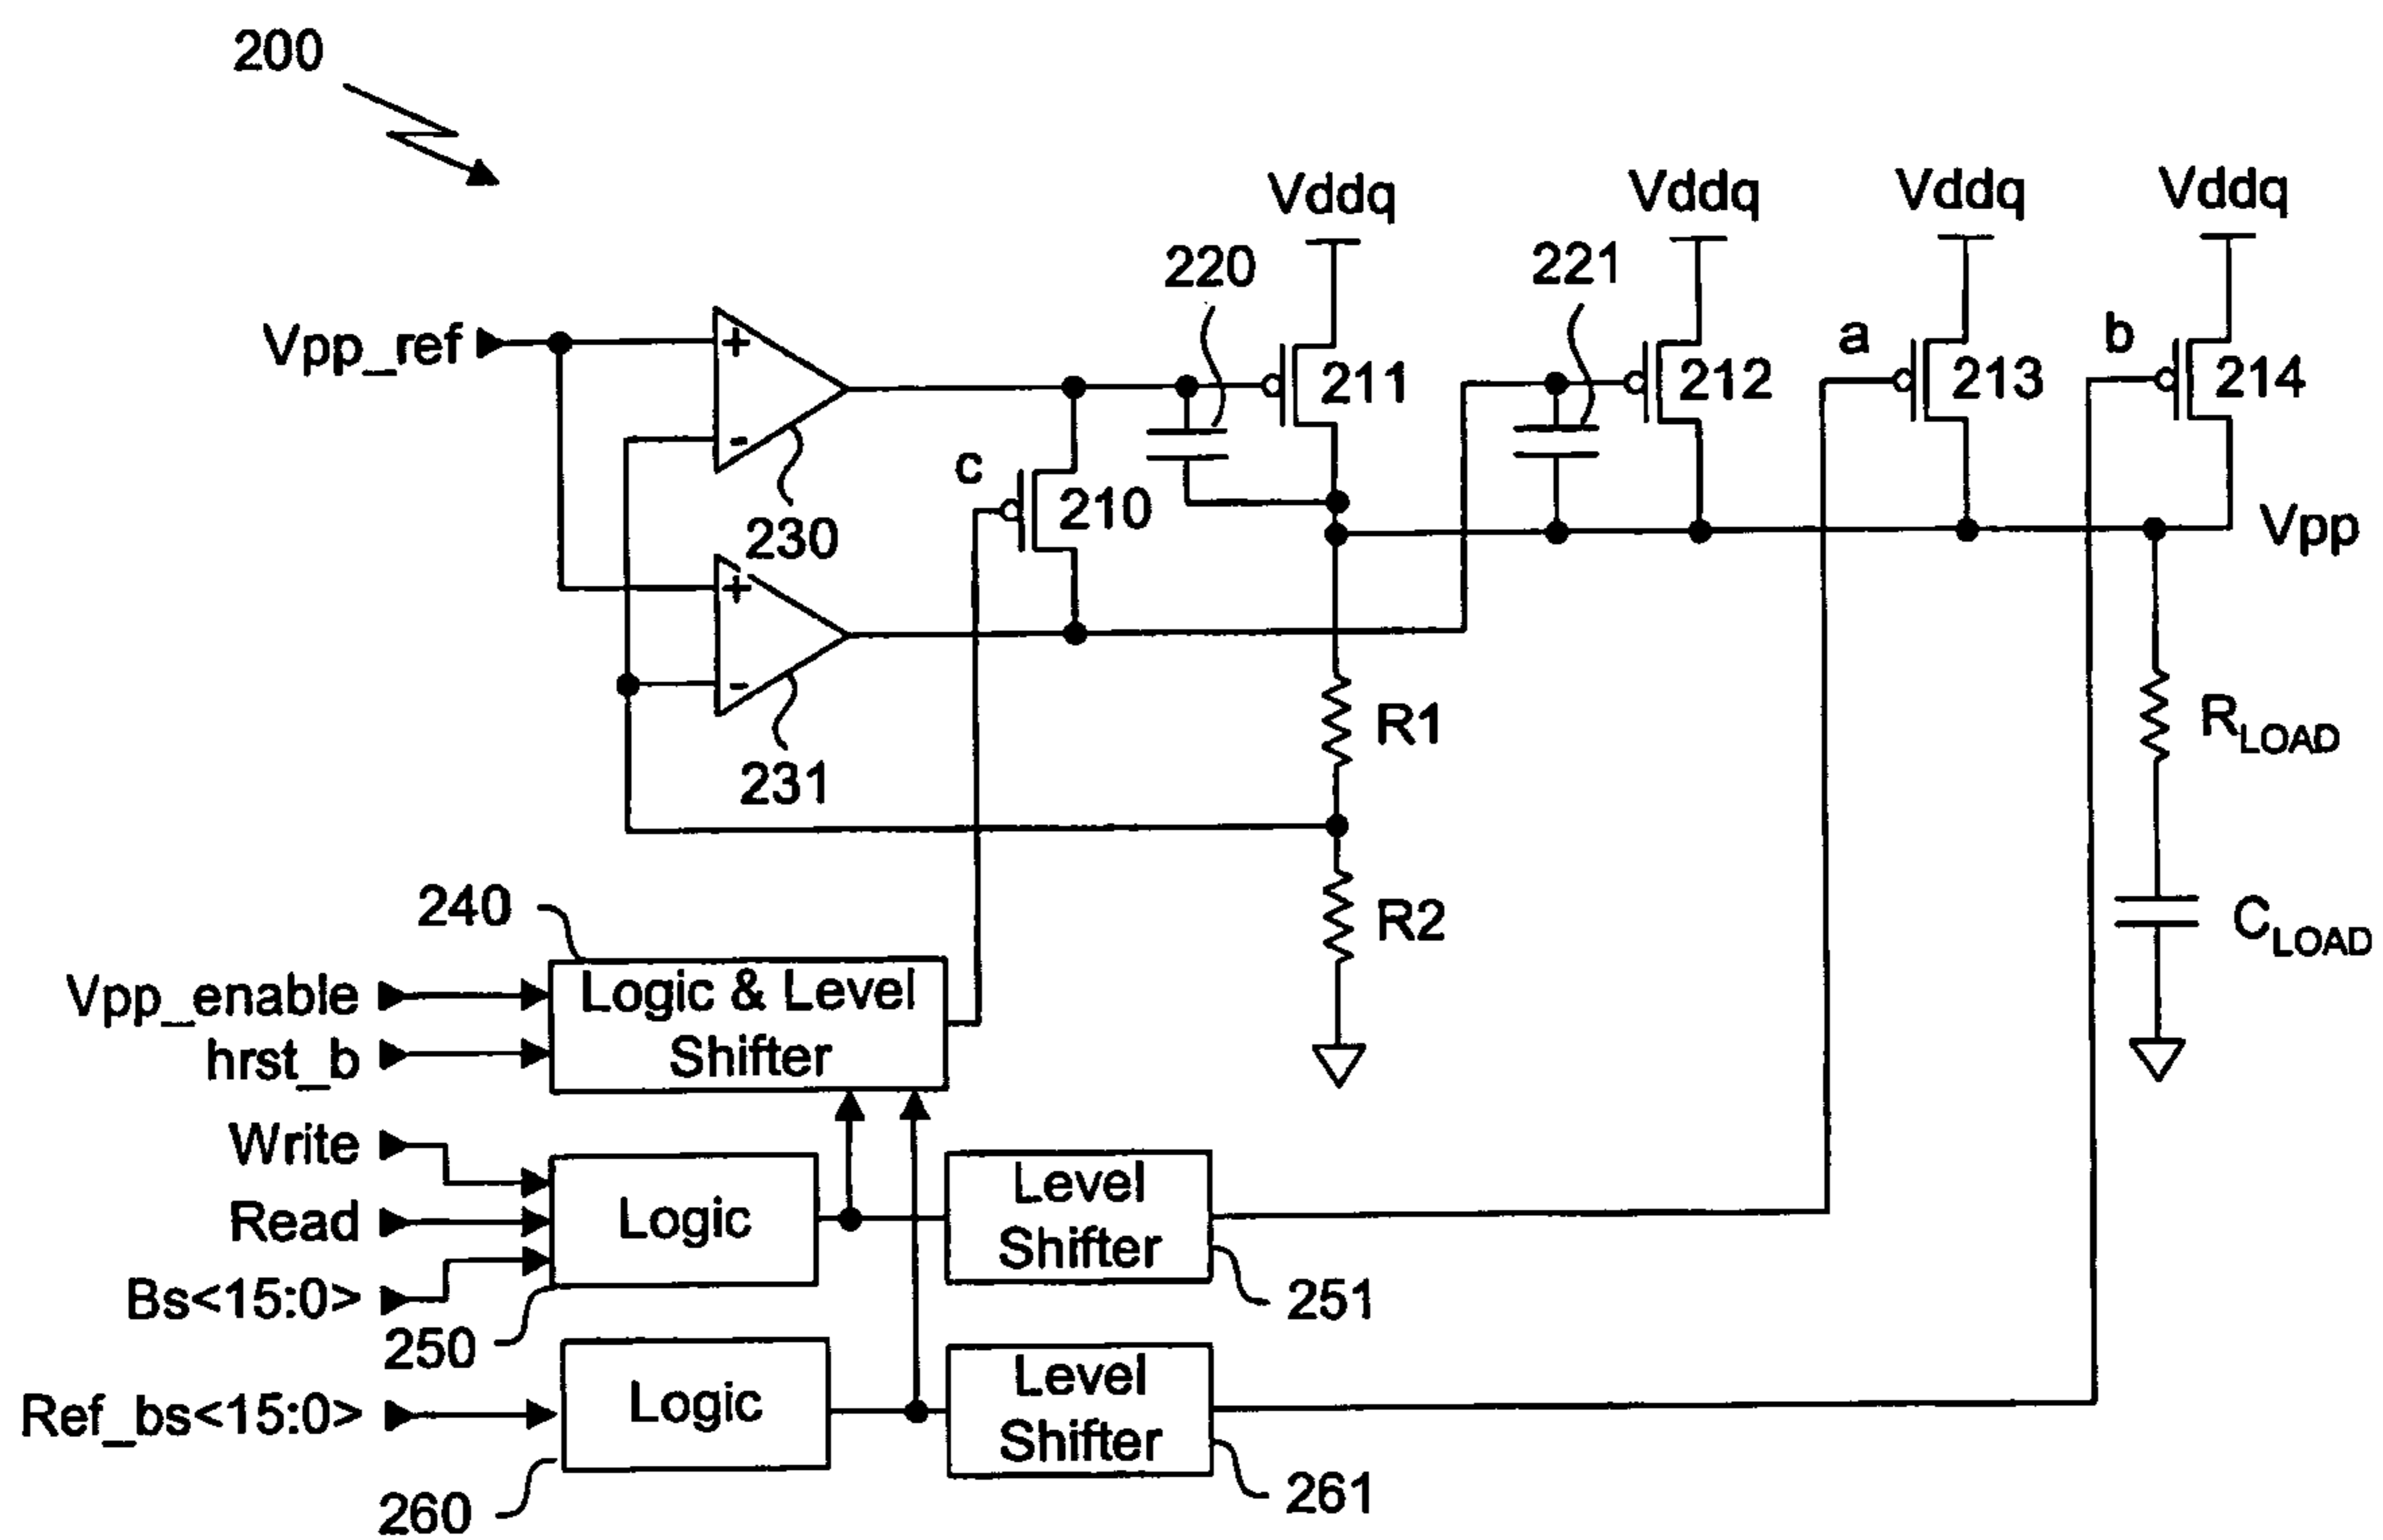 200
Vddq
Vddq
Vddq
Vddq
220
221
Vpp_ref
+
-
230
211
212
a
213
b
214
c
210
Vpp
+
-
231
R1
R2
RLOAD
CLOAD
240
Vpp_enable
hrst_b
Logic & Level
Shifter
Write
Read
Bs<15:0>
Logic
250
Level
Shifter
251
Ref_bs<15:0>
Logic
260
Level
Shifter
261